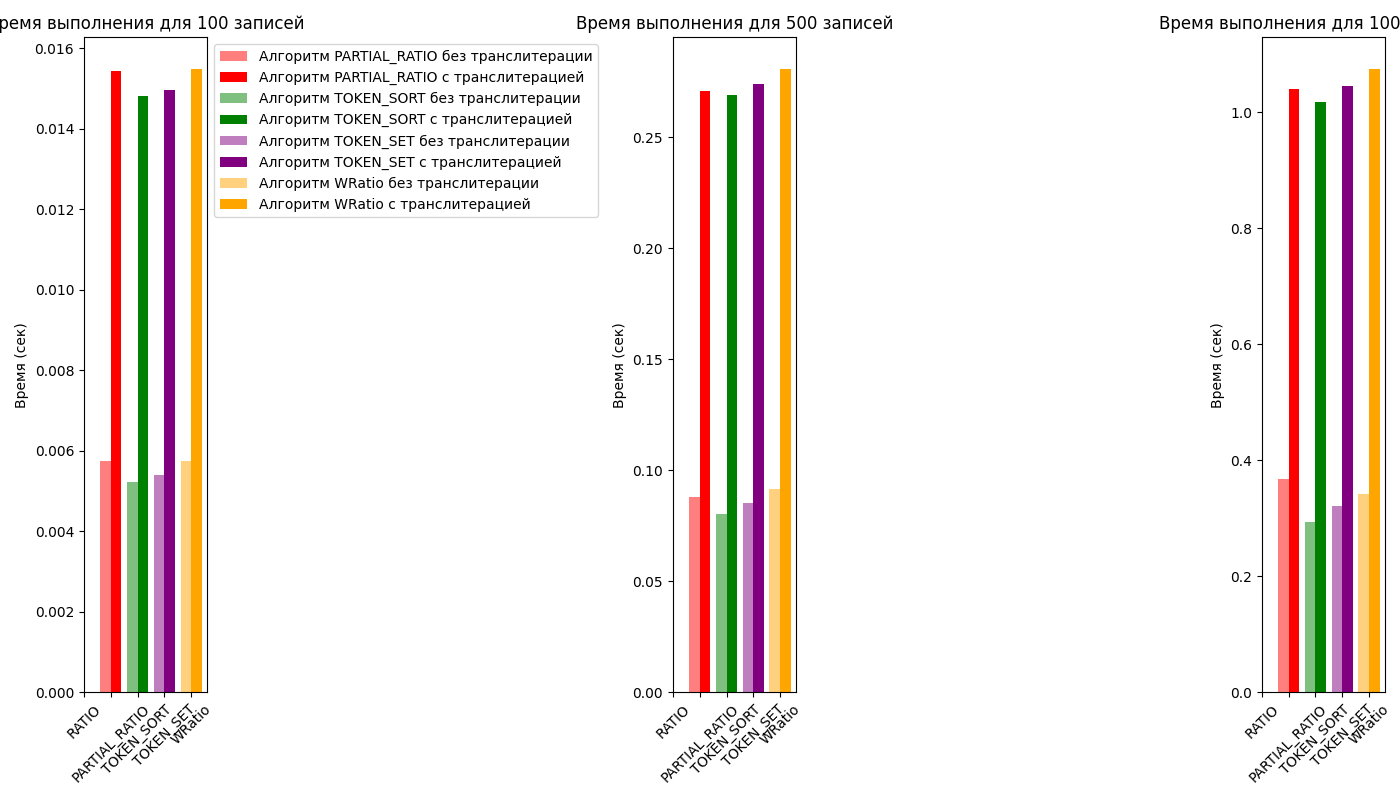 ремя выполнения для 100 записей
0.016
0.014
0.012
0.010
0.008
0.006
0.004
0.002
0.000
Время (сек)
RATIO
PARTIAL_RATIO
TOKEN_SORT
TOKEN_SET
WRatio
Алгоритм PARTIAL_RATIO без транслитерации
Алгоритм PARTIAL_RATIO с транслитерацией
Алгоритм TOKEN_SORT без транслитерации
Алгоритм TOKEN_SORT с транслитерацией
Алгоритм TOKEN_SET без транслитерации
Алгоритм TOKEN_SET с транслитерацией
Алгоритм WRatio без транслитерации
Алгоритм WRatio с транслитерацией
Время выполнения для 500 записей
0.25
0.20
0.15
0.10
0.05
0.00
Время (сек)
RATIO
PARTIAL_RATIO
TOKEN_SORT
TOKEN_SET
WRatio
Время выполнения для 100
1.0
0.8
0.6
0.4
0.2
0.0
Время (сек)
RATIO
PARTIAL_RATIO
TOKEN_SORT
TOKEN_SET
WRatio